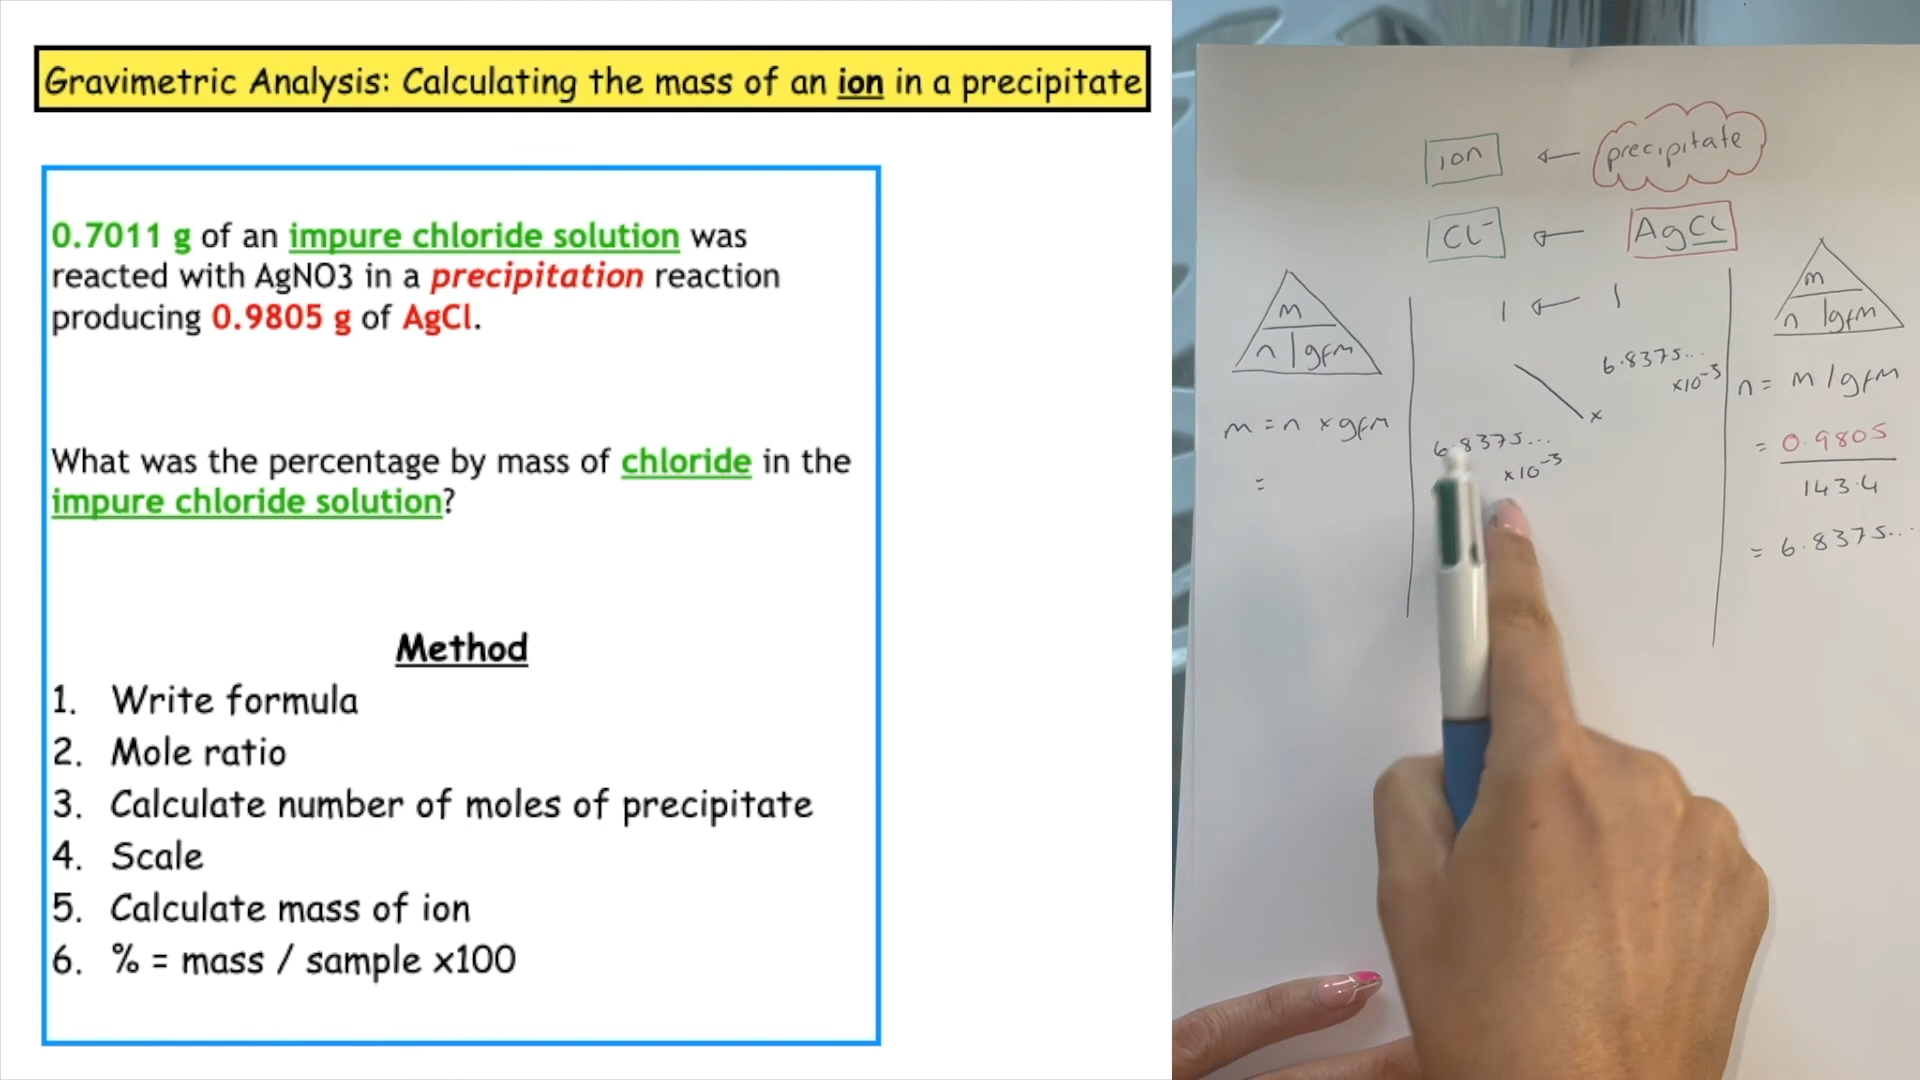 Gravimetric Analysis: Calculating the mass of an ion in a precipitate
0.7011 g of an impure chloride solution was
reacted with AgNO3 in a precipitation reaction
producing 0.9805 g of AgCl.
What was the percentage by mass of chloride in the
impure chloride solution?
Method
1. Write formula
2. Mole ratio
3. Calculate number of moles of precipitate
4. Scale
5. Calculate mass of ion
6. % = mass / sample x100
ion ← precipitate
Cl⁻ ← AgCl
1 ← 1
m
n | gfm
m = n x gfm
=
6.8375...
x10⁻³
x
6.8375...
x10⁻³
m
n | gfm
n = m / gfm
= 0.9805
143.4
= 6.8375...